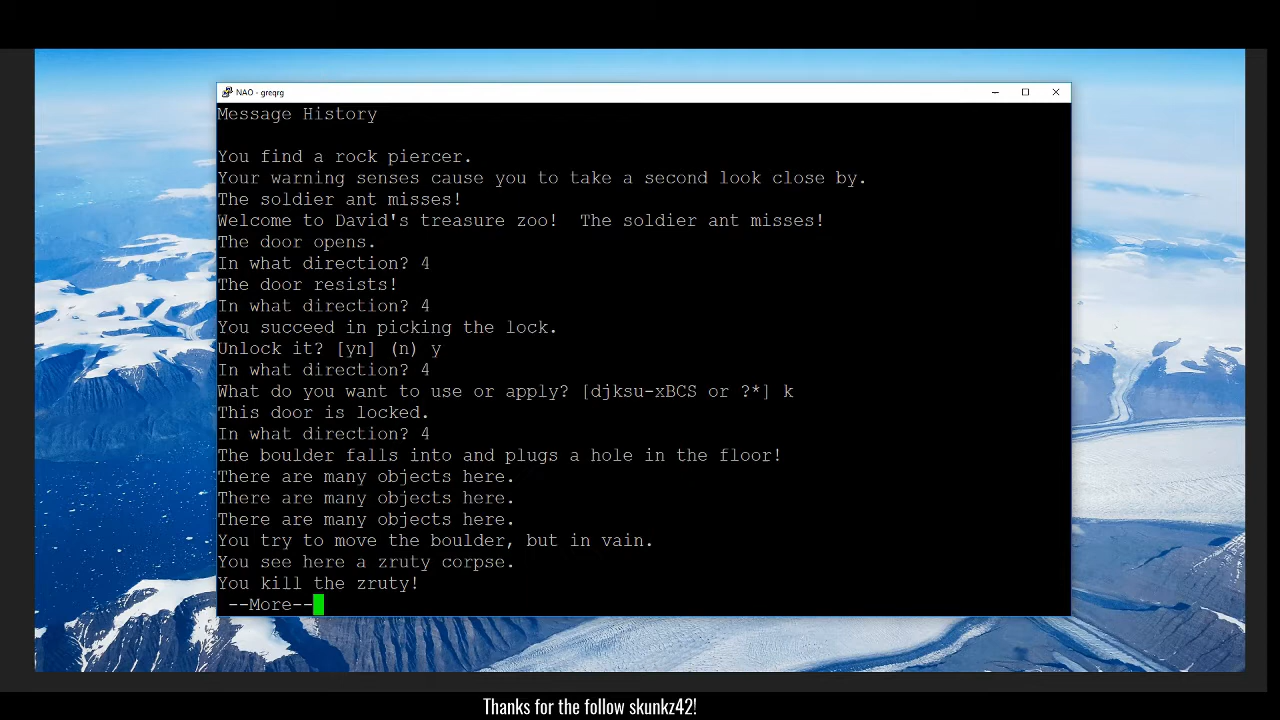 NAO - greqrg
Message History
You find a rock piercer.
Your warning senses cause you to take a second look close by.
The soldier ant misses!
Welcome to David's treasure zoo!  The soldier ant misses!
The door opens.
In what direction? 4
The door resists!
In what direction? 4
You succeed in picking the lock.
Unlock it? [yn] (n) y
In what direction? 4
What do you want to use or apply? [djksu-xBCS or ?*] k
This door is locked.
In what direction? 4
The boulder falls into and plugs a hole in the floor!
There are many objects here.
There are many objects here.
There are many objects here.
You try to move the boulder, but in vain.
You see here a zruty corpse.
You kill the zruty!
--More--
Thanks for the follow skunkz42!